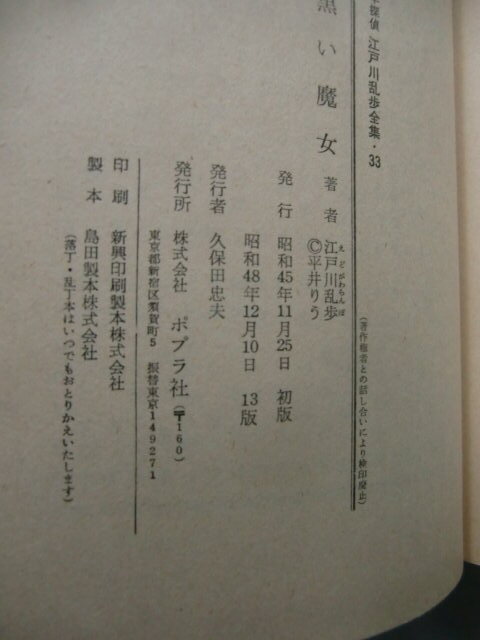 探偵 江戸川乱歩全集・33
黒い魔女
(著作権者との話し合いにより検印廃止)
著者 江戸川乱歩
えどがわらんぽ
©平井りう
発行 昭和45年11月25日 初版
昭和48年12月10日 13版
発行者 久保田忠夫
発行所 株式会社 ポプラ社 (〒160)
東京都新宿区須賀町5 振替東京149271
印刷 新興印刷製本株式会社
製本 島田製本株式会社
(落丁・乱丁本はいつでもおとりかえいたします)